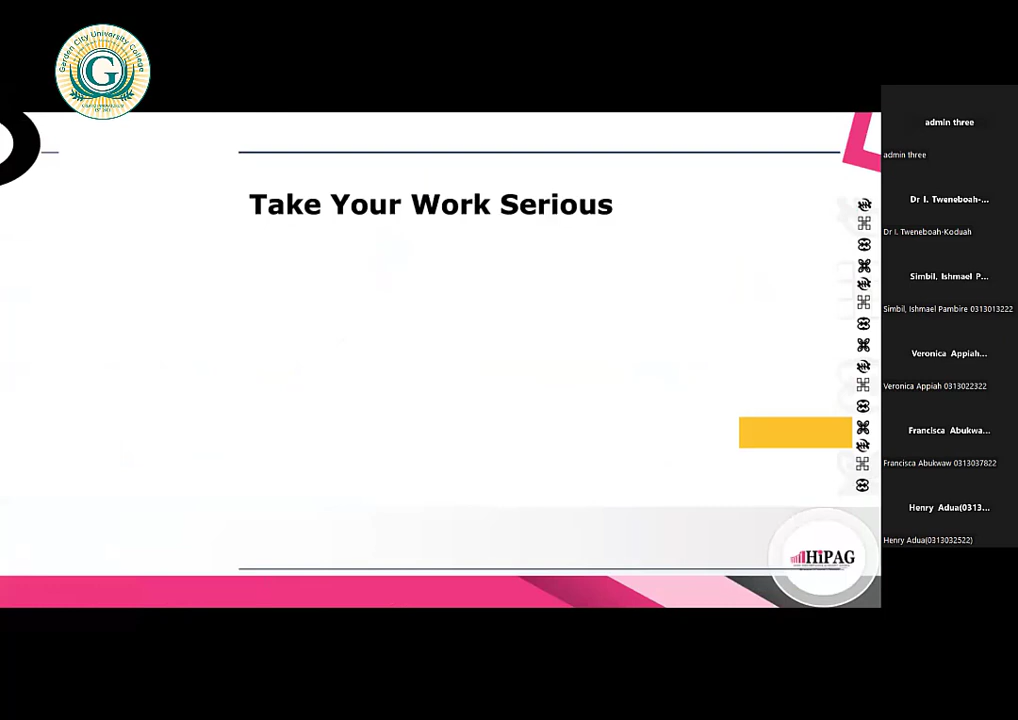 Garden City University College
G
Take Your Work Serious
HiPAG
admin three
admin three
Dr I. Tweneboah-...
Dr I. Tweneboah-Koduah
Simbil, Ishmael P...
Simbil, Ishmael Pambire 0313013222
Veronica Appiah...
Veronica Appiah 0313022322
Francisca Abukwa...
Francisca Abukwaw 0313037822
Henry Adua(0313...
Henry Adua(0313032522)